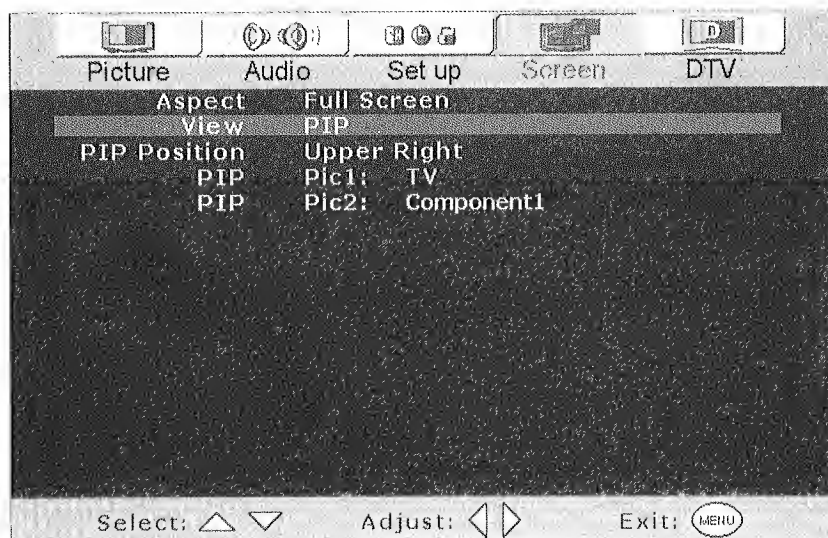 Picture Audio Set up Screen DTV
Aspect Full Screen
View PIP
PIP Position Upper Right
PIP Pic1: TV
PIP Pic2: Component1
Select: Adjust: Exit: MENU